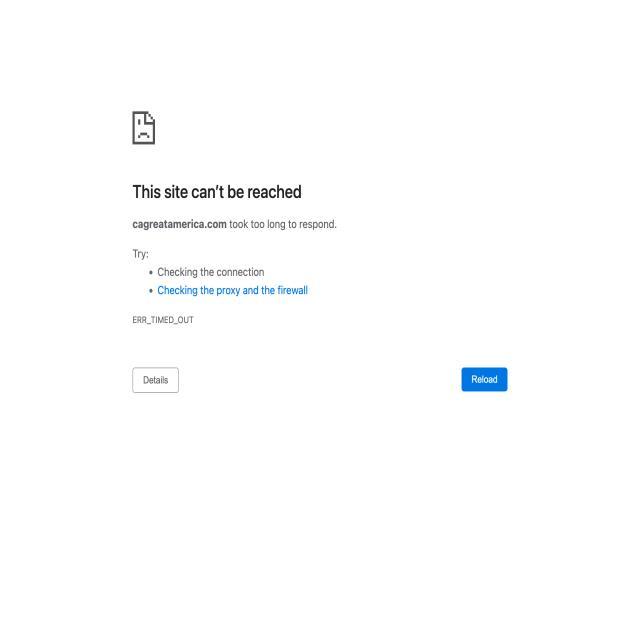 This site can't be reached
cagreatamerica.com took too long to respond.
Try:
• Checking the connection
• Checking the proxy and the firewall
ERR_TIMED_OUT
Details
Reload